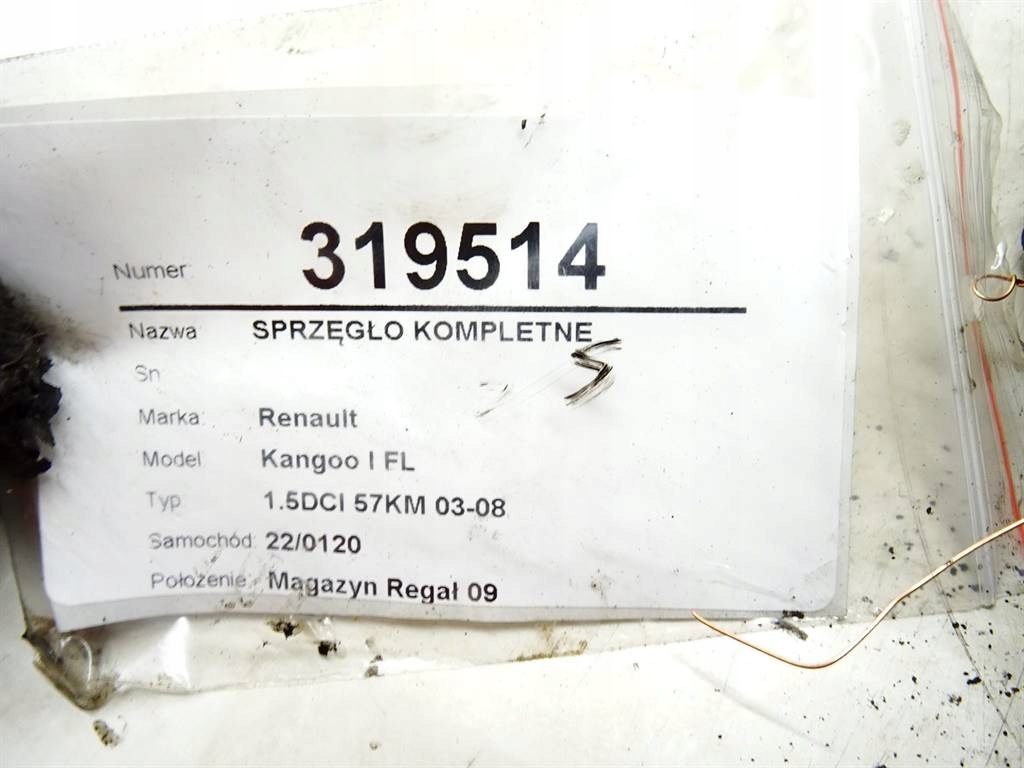 Numer: 319514
Nazwa SPRZĘGŁO KOMPLETNE
Sn S
Marka: Renault
Model Kangoo I FL
Typ 1.5DCI 57KM 03-08
Samochód: 22/0120
Położenie: Magazyn Regał 09